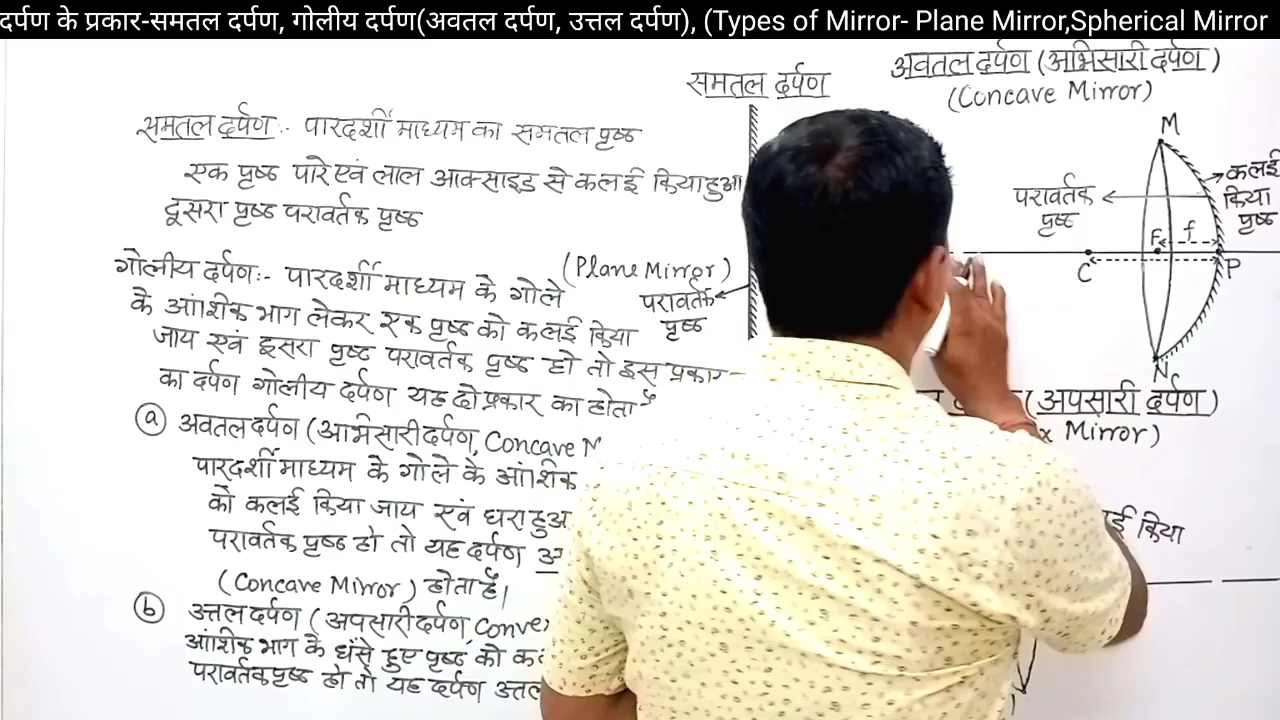 दर्पण के प्रकार-समतल दर्पण, गोलीय दर्पण(अवतल दर्पण, उत्तल दर्पण), (Types of Mirror- Plane Mirror,Spherical Mirror
समतल दर्पण :- पारदर्शी माध्यम का समतल पृष्ठ
एक पृष्ठ पारे एवं लाल आक्साइड से कलई किया हुआ
दूसरा पृष्ठ परावर्तक पृष्ठ
गोलीय दर्पण:- पारदर्शी माध्यम के गोले
के आंशिक भाग लेकर एक पृष्ठ को कलई किया
जाय एवं दूसरा पृष्ठ परावर्तक पृष्ठ हो तो इस प्रकार
का दर्पण गोलीय दर्पण यह दो प्रकार का होता है
(a) अवतल दर्पण (अभिसारी दर्पण, Concave M
पारदर्शी माध्यम के गोले के आंशिक
को कलई किया जाय एवं धरा हुआ
परावर्तक पृष्ठ हो तो यह दर्पण
(Concave Mirror) होता है।
(b) उत्तल दर्पण (अपसारी दर्पण, Conve
आंशिक भाग के धंसे हुए पृष्ठ को
परावर्तक पृष्ठ हो तो यह दर्पण उत्तल
समतल दर्पण
(Plane Mirror)
परावर्तक
पृष्ठ
अवतल दर्पण (अभिसारी दर्पण)
(Concave Mirror)
M
कलई
किया
पृष्ठ
परावर्तक
पृष्ठ
F f
C P
N
(अपसारी दर्पण)
x Mirror)
किया